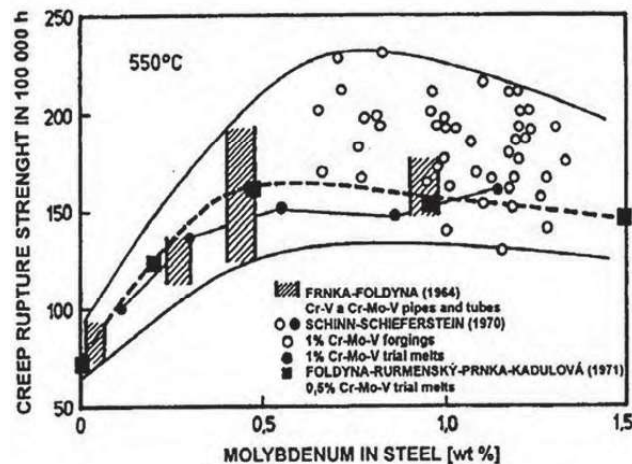 CREEP RUPTURE STRENGHT IN 100 000 h
250
200
150
100
50
550°C
FRNKA-FOLDYNA (1964)
Cr-V a Cr-Mo-V pipes and tubes
SCHINN-SCHIEFERSTEIN (1970)
1% Cr-Mo-V forgings
1% Cr-Mo-V trial melts
FOLDYNA-RURMENSKÝ-PRNKA-KADULOVÁ (1971)
0,5% Cr-Mo-V trial melts
0 0,5 1,0 1,5
MOLYBDENUM IN STEEL [wt %]